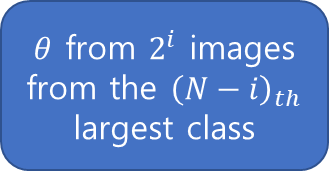 θ from 2^i images
from the (N − i)_th
largest class